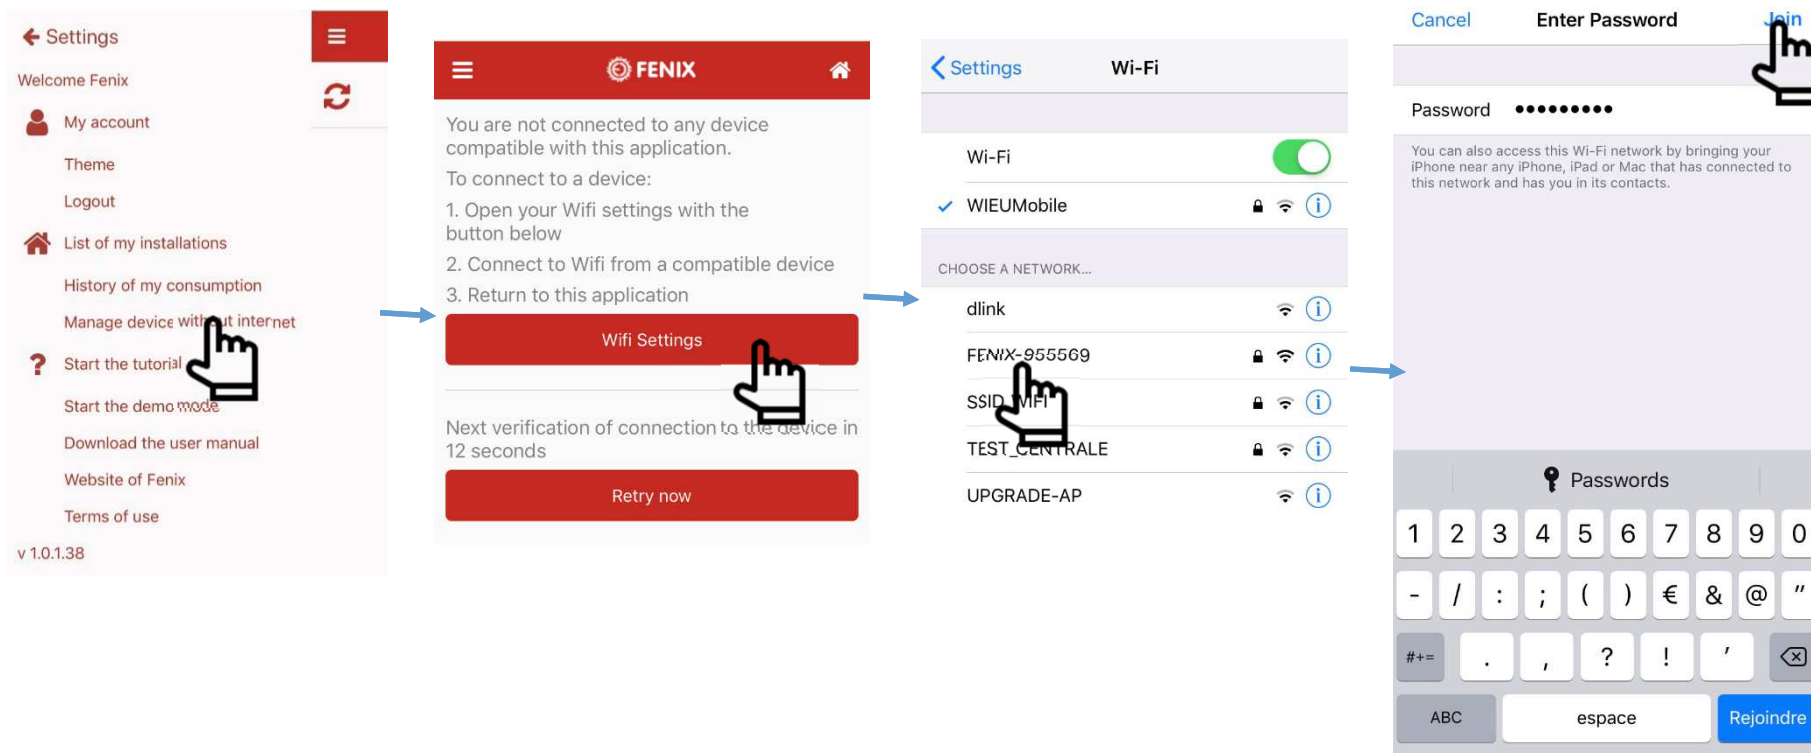 Settings
Welcome Fenix
My account
Theme
Logout
List of my installations
History of my consumption
Manage device without internet
? Start the tutorial
Start the demo mode
Download the user manual
Website of Fenix
Terms of use
v 1.0.1.38
FENIX
You are not connected to any device
compatible with this application.
To connect to a device:
1. Open your Wifi settings with the
button below
2. Connect to Wifi from a compatible device
3. Return to this application
Wifi Settings
Next verification of connection to the device in
12 seconds
Retry now
Settings Wi-Fi
Wi-Fi
WIEUMobile
CHOOSE A NETWORK...
dlink
FENIX-955569
SSID_WIFI
TEST_CENTRALE
UPGRADE-AP
Cancel Enter Password Join
Password •••••••••
You can also access this Wi-Fi network by bringing your
iPhone near any iPhone, iPad or Mac that has connected to
this network and has you in its contacts.
Passwords
1 2 3 4 5 6 7 8 9 0
- / : ; ( ) € & @ "
#+= . , ? ! '
ABC espace Rejoindre